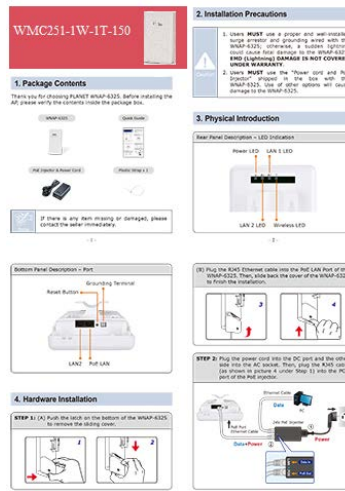 WMC251-1W-1T-150
1. Package Contents
Thank you for choosing PLANET WNAP-6325. Before installing the
AP, please verify the contents inside the package box.
WNAP-6325
Quick Guide
PoE Injector & Power Cord
Plastic Strap x 2
If there is any item missing or damaged, please
contact the seller immediately.
- 1 -
2. Installation Precautions
1. Users MUST use a proper and well-installed
surge arrestor and grounding wired with the
WNAP-6325; otherwise, a sudden lightning
could cause fatal damage to the WNAP-6325.
EMD (Lightning) DAMAGE IS NOT COVERED
UNDER WARRANTY.
2. Users MUST use the "Power cord and PoE
Injector" shipped in the box with the
WNAP-6325. Use of other options will cause
damage to the WNAP-6325.
Caution
3. Physical Introduction
Rear Panel Description – LED Indication
Power LED
LAN 1 LED
LAN 2 LED
Wireless LED
- 2 -
Bottom Panel Description – Port
Grounding Terminal
Reset Button
LAN2
PoE LAN
4. Hardware Installation
STEP 1: (A) Push the latch on the bottom of the WNAP-6325
to remove the sliding cover.
1
2
(B) Plug the RJ45 Ethernet cable into the PoE LAN Port of the
WNAP-6325. Then, slide back the cover of the WNAP-6325
to finish the installation.
3
4
STEP 2: Plug the power cord into the DC port and the other
side into the AC socket. Then, plug the RJ45 cable
(as shown in picture 4 under Step 1) into the POE
port of the PoE injector.
Ethernet Cable
Data
PC
PoE Port
Ethernet Cable
Data+Power
Power